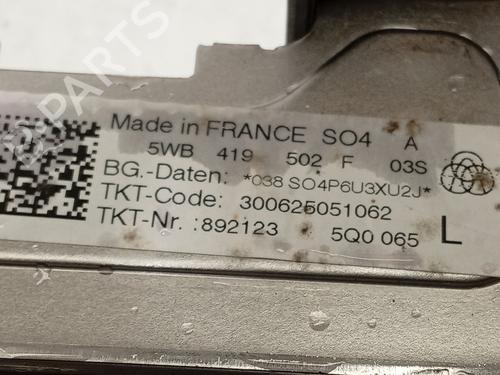 B PARTS
Made in FRANCE SO4 A
5WB 419 502 F 03S
BG.-Daten: *038 SO4P6U3XU2J*
TKT-Code: 300625051062
TKT-Nr.: 892123 5Q0 065 L